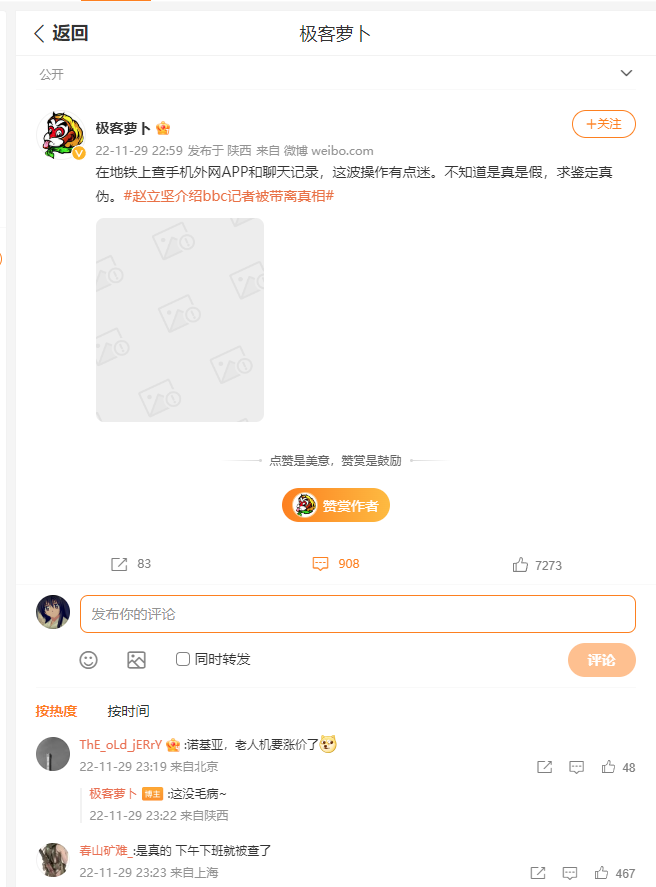 返回
极客萝卜
公开
极客萝卜
+关注
22-11-29 22:59 发布于 陕西 来自 微博 weibo.com
在地铁上查手机外网APP和聊天记录，这波操作有点迷。不知道是真是假，求鉴定真
伪。#赵立坚介绍bbc记者被带离真相#
点赞是美意，赞赏是鼓励
赞赏作者
83
908
7273
发布你的评论
同时转发
评论
按热度
按时间
ThE_oLd_jERrY :诺基亚，老人机要涨价了
22-11-29 23:19 来自北京
48
极客萝卜 博主 :这没毛病~
22-11-29 23:22 来自陕西
春山矿难_:是真的 下午下班就被查了
22-11-29 23:23 来自上海
467